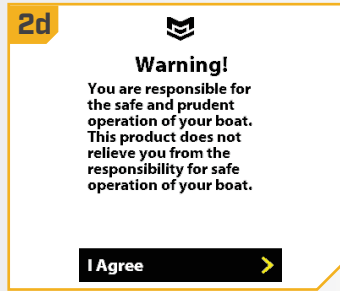 2d
Warning!
You are responsible for
the safe and prudent
operation of your boat.
This product does not
relieve you from the
responsibility for safe
operation of your boat.
I Agree